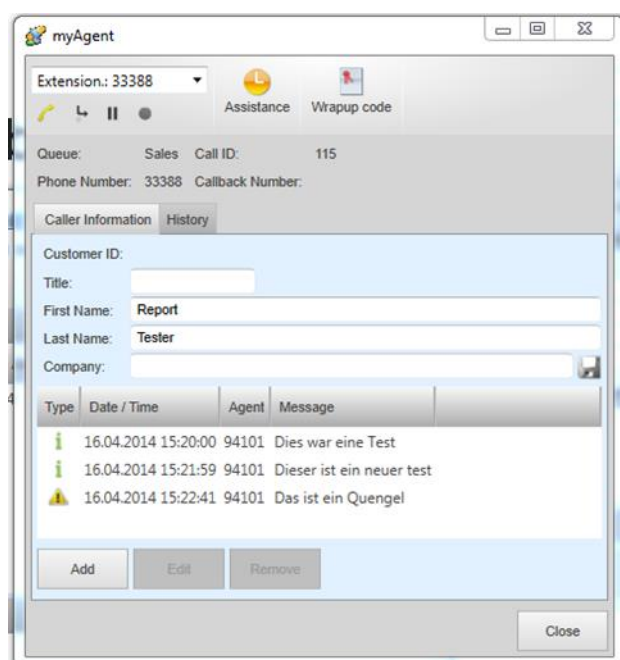 myAgent
Extension.: 33388
Assistance
Wrapup code
Queue: Sales Call ID: 115
Phone Number: 33388 Callback Number:
Caller Information History
Customer ID:
Title:
First Name: Report
Last Name: Tester
Company:
Type Date / Time Agent Message
16.04.2014 15:20:00 94101 Dies war eine Test
16.04.2014 15:21:59 94101 Dieser ist ein neuer test
16.04.2014 15:22:41 94101 Das ist ein Quengel
Add Edit Remove
Close